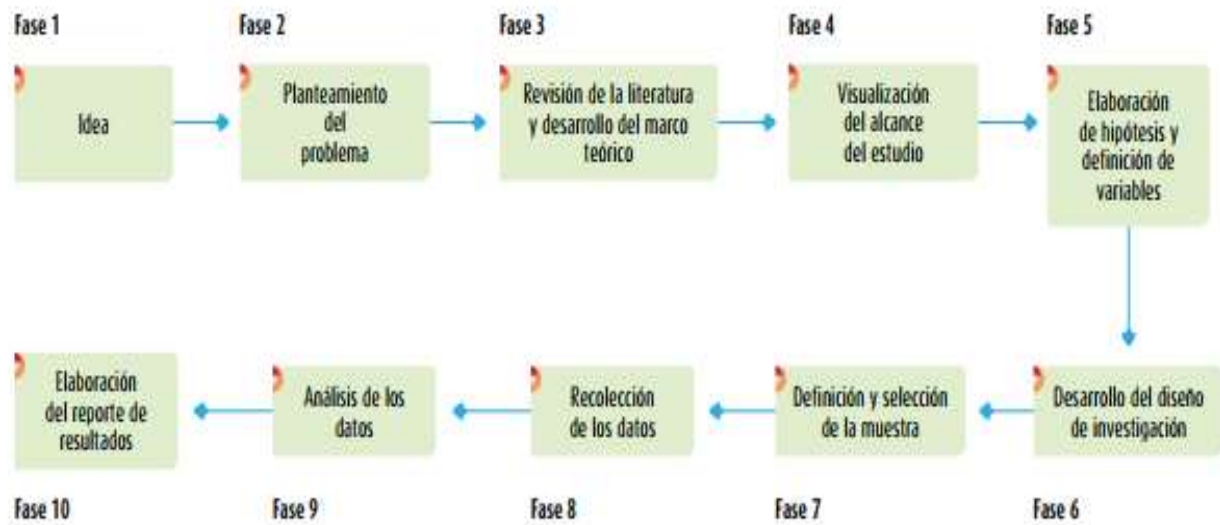 Fase 1
Idea
Fase 2
Planteamiento
del
problema
Fase 3
Revisión de la literatura
y desarrollo del marco
teórico
Fase 4
Visualización
del alcance
del estudio
Fase 5
Elaboración
de hipótesis y
definición de
variables
Desarrollo del diseño
de investigación
Fase 6
Definición y selección
de la muestra
Fase 7
Recolección
de los datos
Fase 8
Análisis de los
datos
Fase 9
Elaboración
del reporte de
resultados
Fase 10